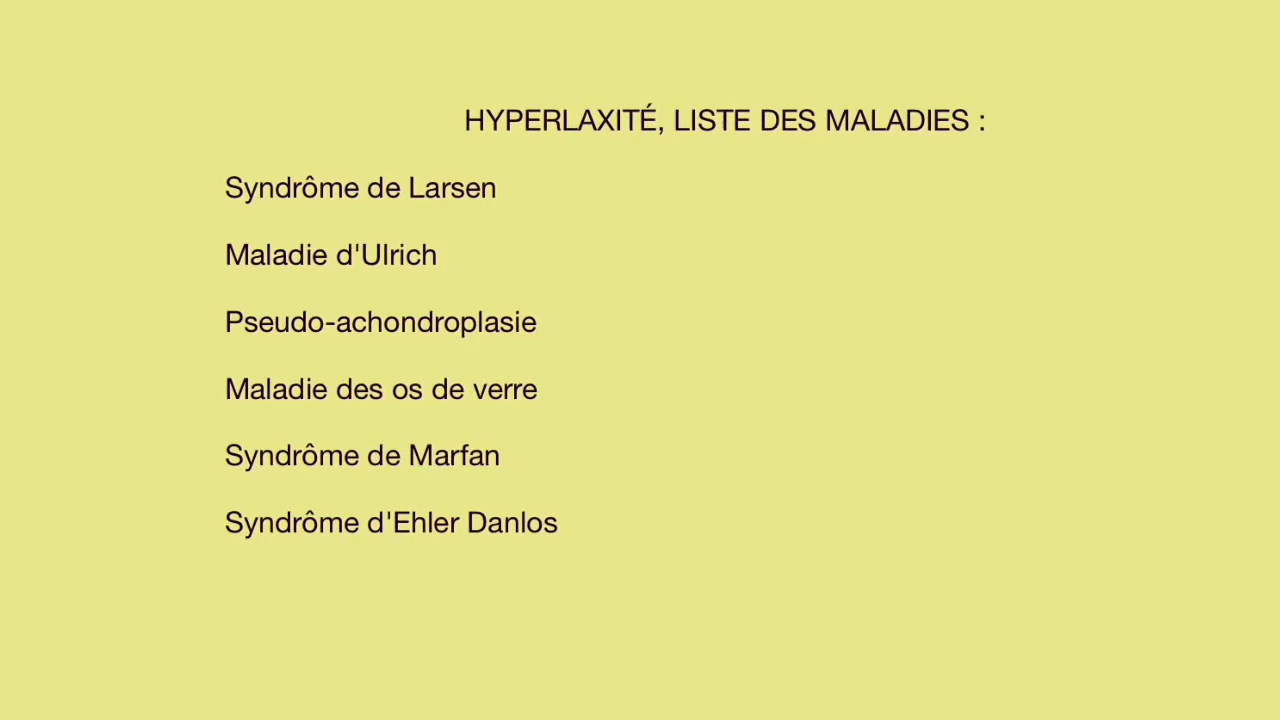 HYPERLAXITÉ, LISTE DES MALADIES :
Syndrôme de Larsen
Maladie d'Ulrich
Pseudo-achondroplasie
Maladie des os de verre
Syndrôme de Marfan
Syndrôme d'Ehler Danlos